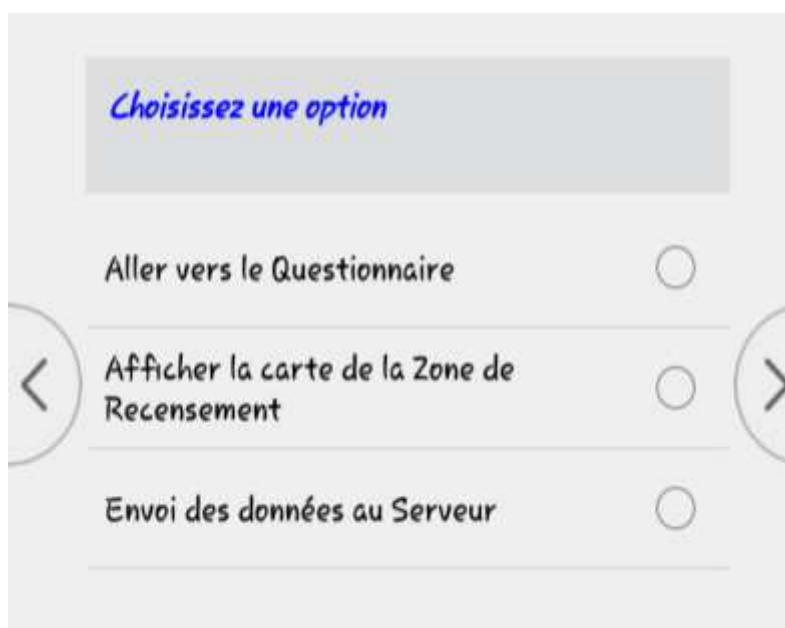 Choisissez une option
Aller vers le Questionnaire
Afficher la carte de la Zone de
Recensement
Envoi des données au Serveur